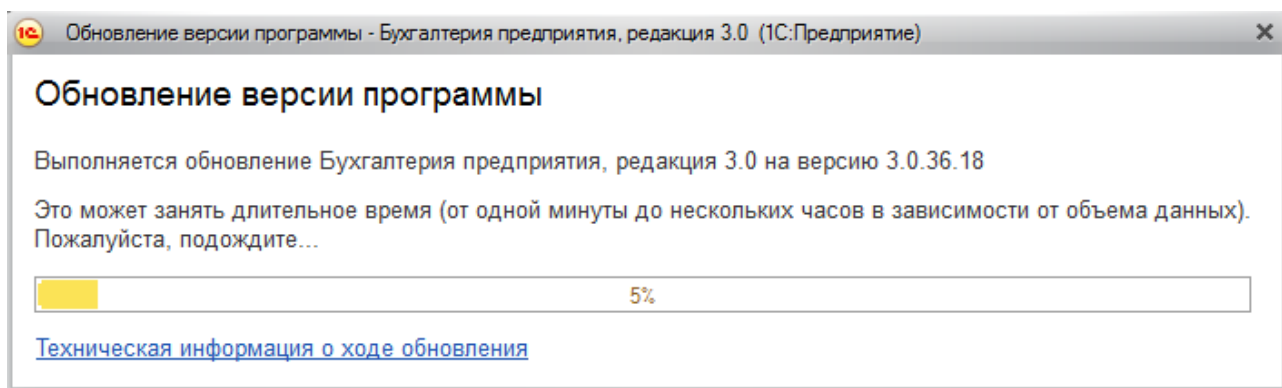 1С Обновление версии программы - Бухгалтерия предприятия, редакция 3.0 (1С:Предприятие)
Обновление версии программы
Выполняется обновление Бухгалтерия предприятия, редакция 3.0 на версию 3.0.36.18
Это может занять длительное время (от одной минуты до нескольких часов в зависимости от объема данных).
Пожалуйста, подождите...
5%
Техническая информация о ходе обновления